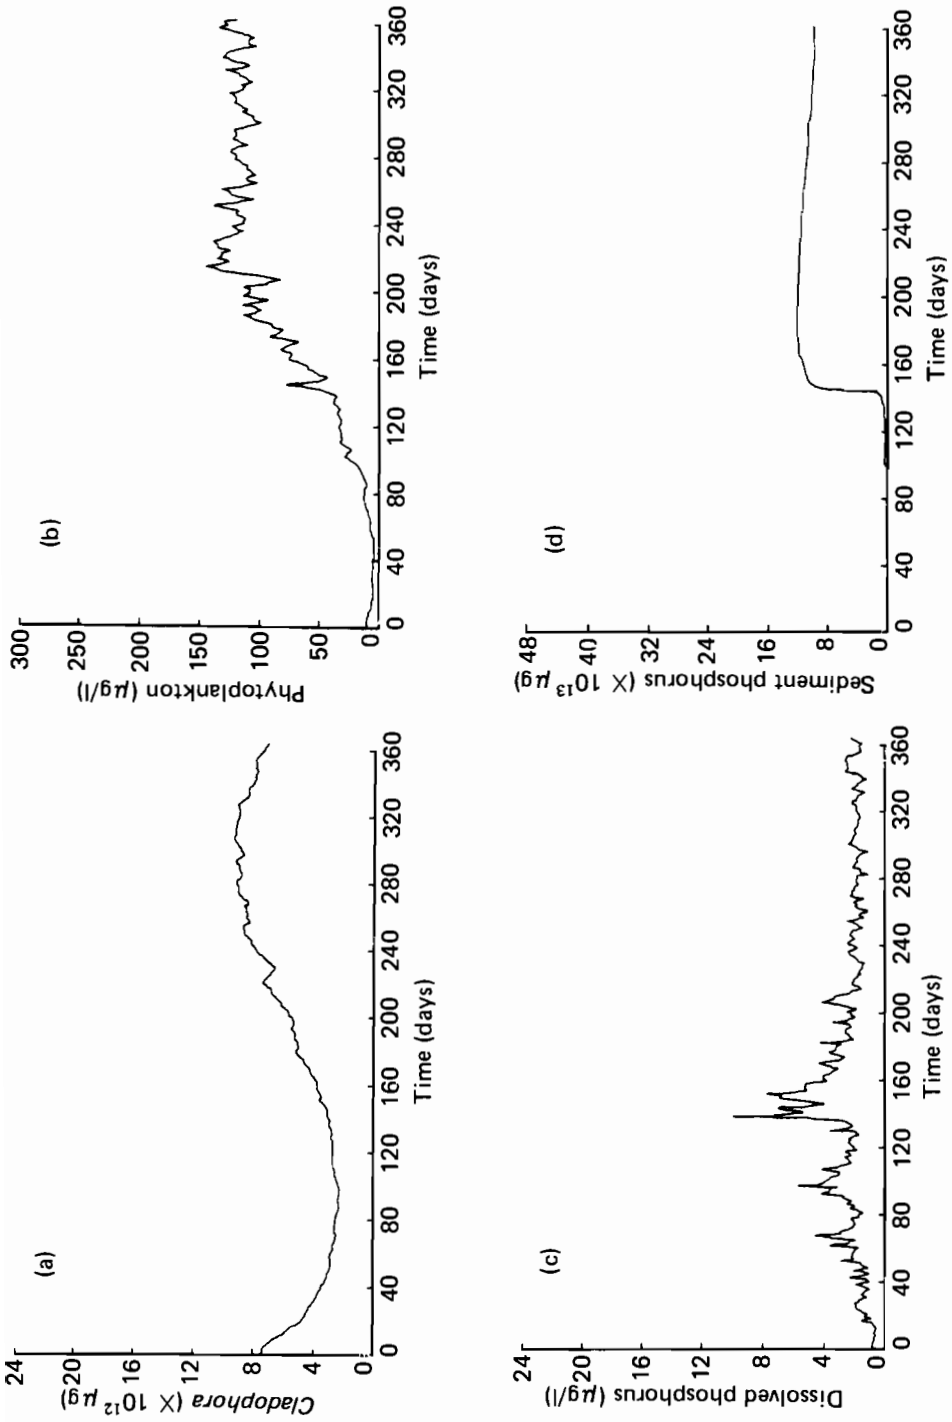 (a)
24
20
16
12
8
4
0
Cladophora (× 10¹² μg)
0 40 80 120 160 200 240 280 320 360
Time (days)
(b)
300
250
200
150
100
50
0
Phytoplankton (μg/l)
0 40 80 120 160 200 240 280 320 360
Time (days)
(c)
24
20
16
12
8
4
0
Dissolved phosphorus (μg/l)
0 40 80 120 160 200 240 280 320 360
Time (days)
(d)
48
40
32
24
16
8
0
Sediment phosphorus (× 10¹³ μg)
0 40 80 120 160 200 240 280 320 360
Time (days)